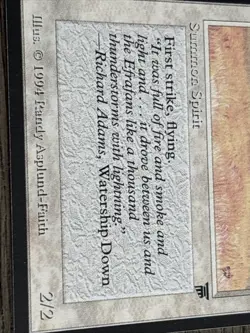 Summon Spirit
First strike, flying
"I was full of fire and smoke and
light and . . . it drove between us and
the Efrafans like a thousand
thunderstorms with lightning."
—Richard Adams, Watership Down
Illus. © 1994 Randy Asplund-Faith
2/2